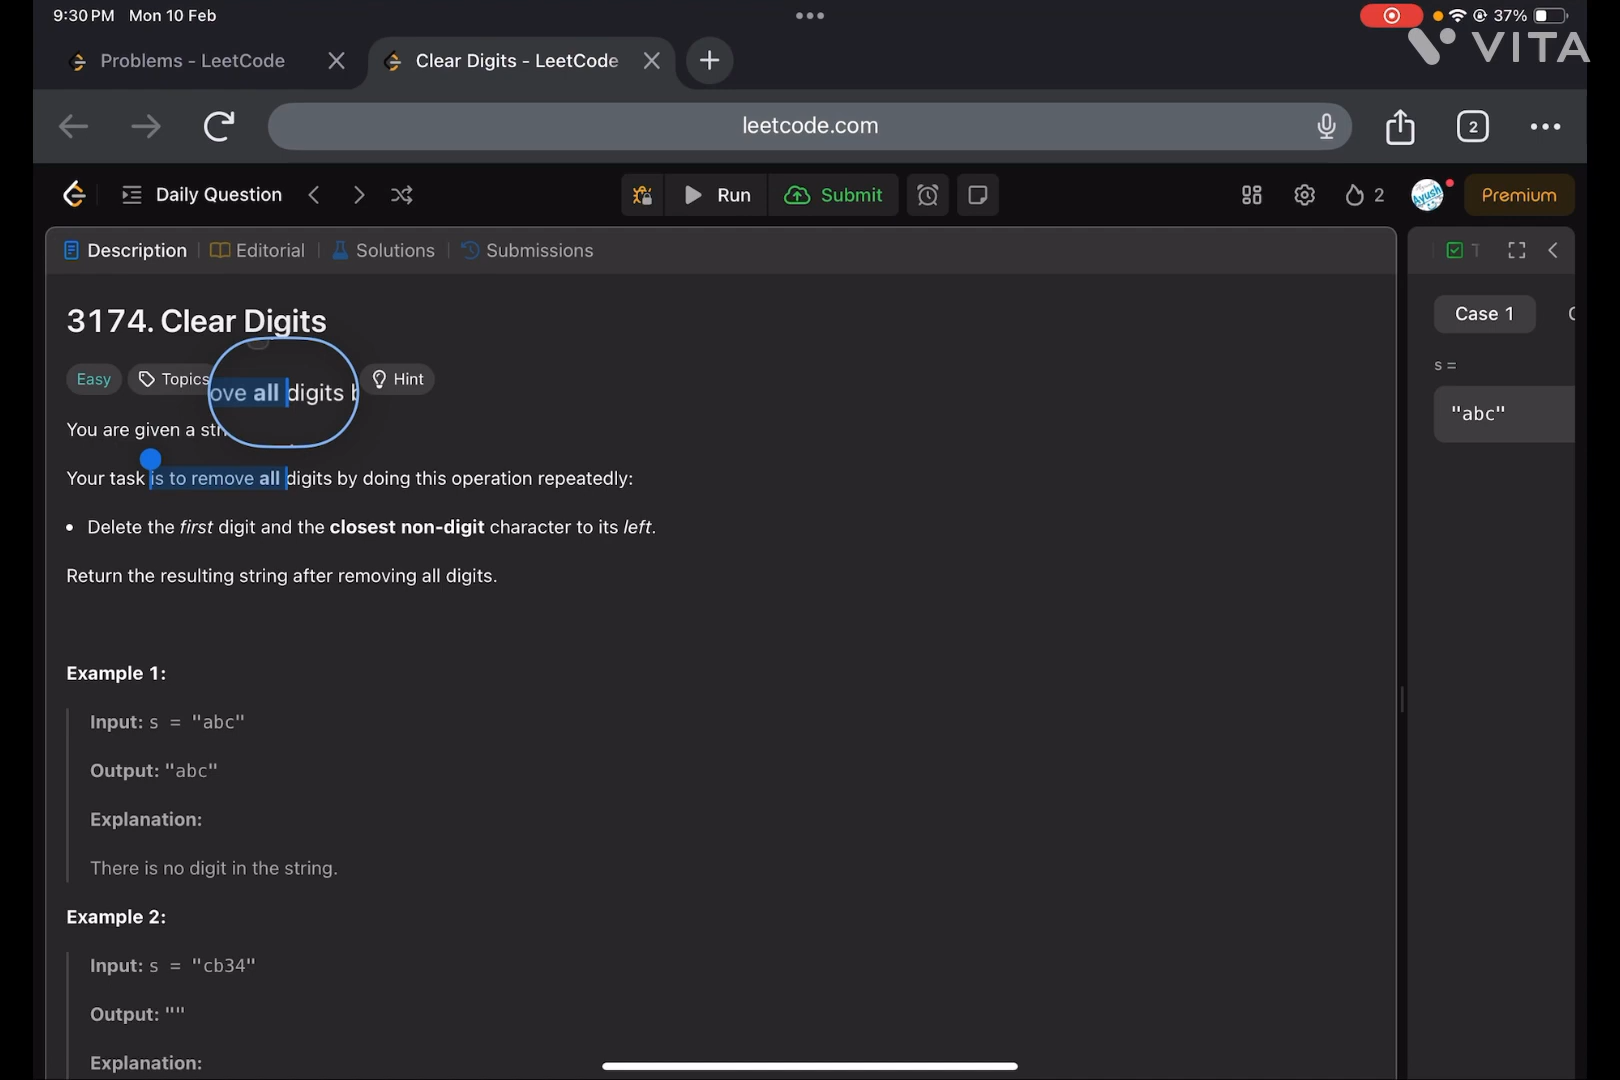 9:30 PM Mon 10 Feb 37%
VITA
Problems - LeetCode Clear Digits - LeetCode
leetcode.com 2
Daily Question Run Submit 2 Ayush Premium
Description Editorial Solutions Submissions T
3174. Clear Digits
Case 1
Easy Topics Hint
ove all digits b
s =
"abc"
You are given a str
Your task is to remove all digits by doing this operation repeatedly:
• Delete the first digit and the closest non-digit character to its left.
Return the resulting string after removing all digits.
Example 1:
Input: s = "abc"
Output: "abc"
Explanation:
There is no digit in the string.
Example 2:
Input: s = "cb34"
Output: ""
Explanation: